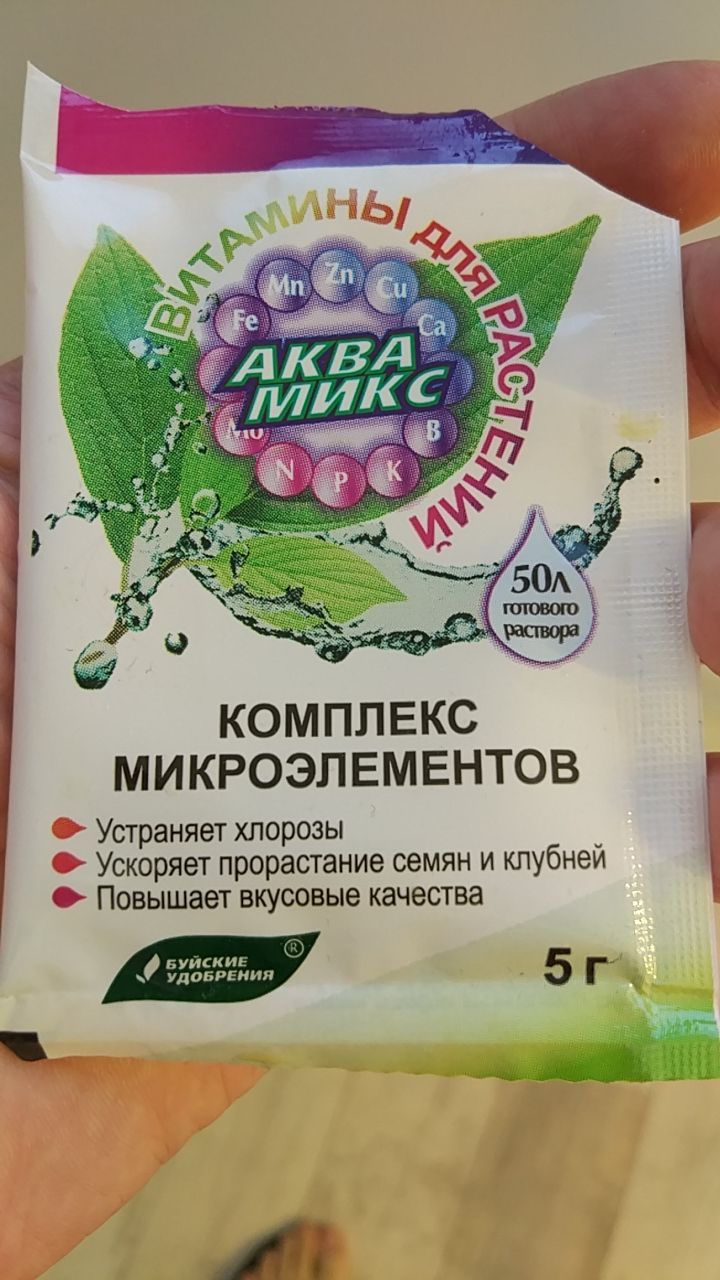 ВИТАМИНЫ ДЛЯ РАСТЕНИЙ
Fe Mn Zn Cu Ca
АКВА
МИКС
Mo N P K B
50л
готового
раствора
КОМПЛЕКС
МИКРОЭЛЕМЕНТОВ
Устраняет хлорозы
Ускоряет прорастание семян и клубней
Повышает вкусовые качества
БУЙСКИЕ ®
УДОБРЕНИЯ
5 г